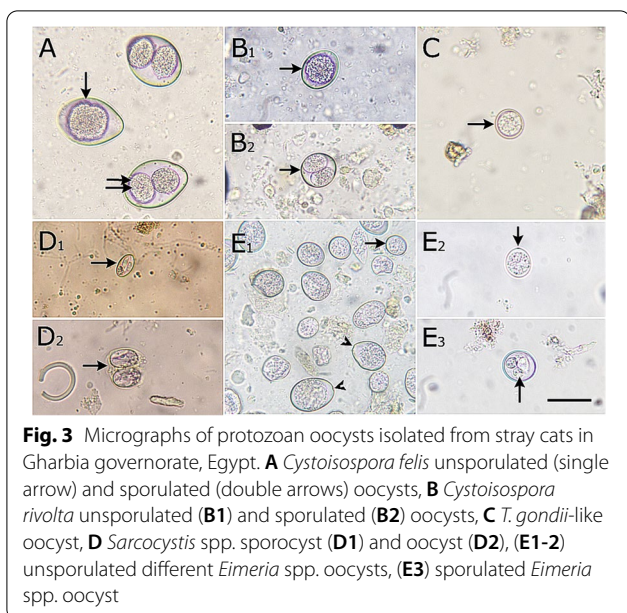 A
B1
C
B2
D1
E1
E2
D2
E3
Fig. 3 Micrographs of protozoan oocysts isolated from stray cats in
Gharbia governorate, Egypt. A Cystoisospora felis unsporulated (single
arrow) and sporulated (double arrows) oocysts, B Cystoisospora
rivolta unsporulated (B1) and sporulated (B2) oocysts, C T. gondii-like
oocyst, D Sarcocystis spp. sporocyst (D1) and oocyst (D2), (E1-2)
unsporulated different Eimeria spp. oocysts, (E3) sporulated Eimeria
spp. oocyst